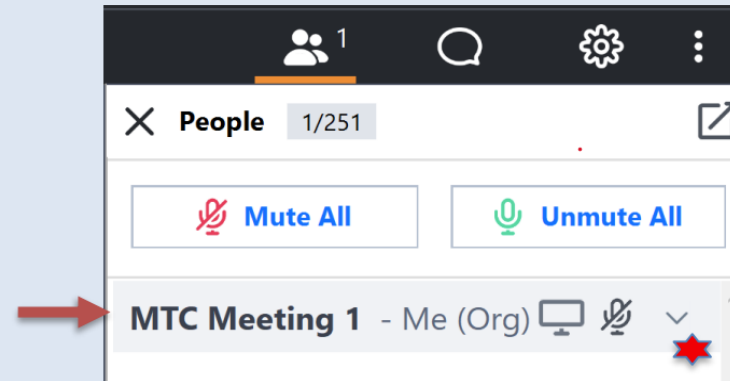 1
People 1/251
Mute All Unmute All
MTC Meeting 1 - Me (Org)